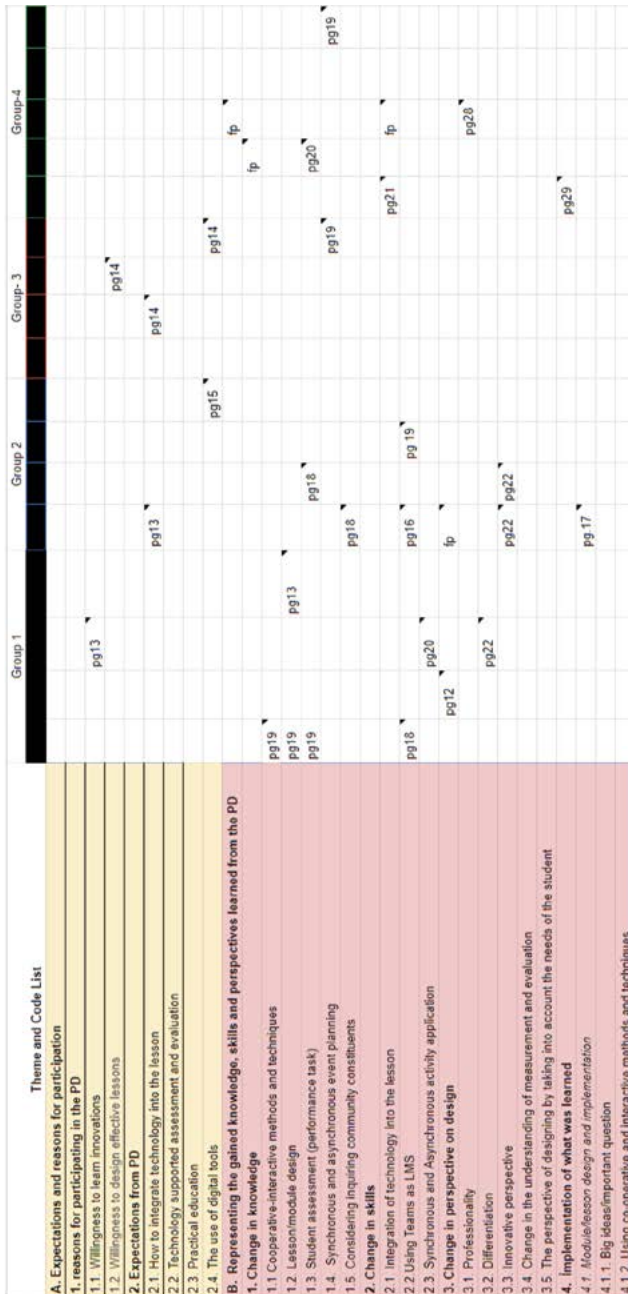 Theme and Code List Group 1 Group 2 Group- 3 Group-4
A. Expectations and reasons for participation
1. reasons for participating in the PD
1.1. Willingness to learn innovations pg13
1.2. Willingness to design effective lessons pg14
2. Expectations from PD
2.1. How to integrate technology into the lesson pg13 pg14
2.2. Technology supported assessment and evaluation
2.3. Practical education
2.4. The use of digital tools pg15 pg14
B. Representing the gained knowledge, skills and perspectives learned from the PD fp
1. Change in knowledge fp
1.1 Cooperative-interactive methods and techniques pg19
1.2. Lesson/module design pg19 pg13
1.3. Student assessment (performance task) pg19 pg18 pg20
1.4. Synchronous and asynchronous event planning pg19 pg19
1.5 Considering inquiring community constituents pg18
2. Change in skills
2.1. Integration of technology into the lesson pg21 fp
2.2 Using Teams as LMS pg18 pg16 pg 19
2.3. Synchronous and Asynchronous activity application pg20
3. Change in perspective on design pg12 fp
3.1. Professionality pg28
3.2. Differentiation pg22
3.3. Innovative perspective pg22 pg22
3.4. Change in the understanding of measurement and evaluation
3.5. The perspective of designing by taking into account the needs of the student
4. Implementation of what was learned pg29
4.1. Module/lesson design and implementation pg.17
4.1.1. Big ideas/important question
4.1.2. Using co-operative and interactive methods and techniques